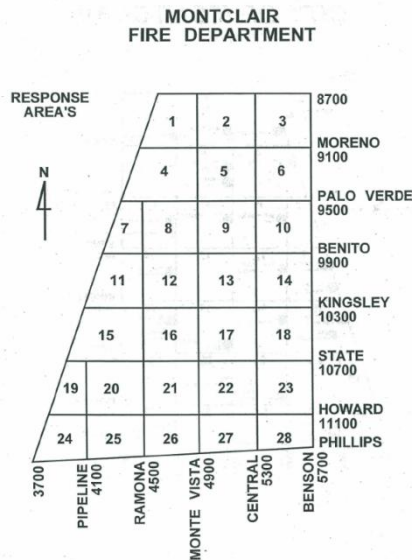 MONTCLAIR
FIRE DEPARTMENT
RESPONSE
AREA'S
N
8700
1 2 3
MORENO
9100
4 5 6
PALO VERDE
9500
7 8 9 10
BENITO
9900
11 12 13 14
KINGSLEY
10300
15 16 17 18
STATE
10700
19 20 21 22 23
HOWARD
11100
24 25 26 27 28
PHILLIPS
3700
PIPELINE
4100
RAMONA
4500
MONTE VISTA
4900
CENTRAL
5300
BENSON
5700